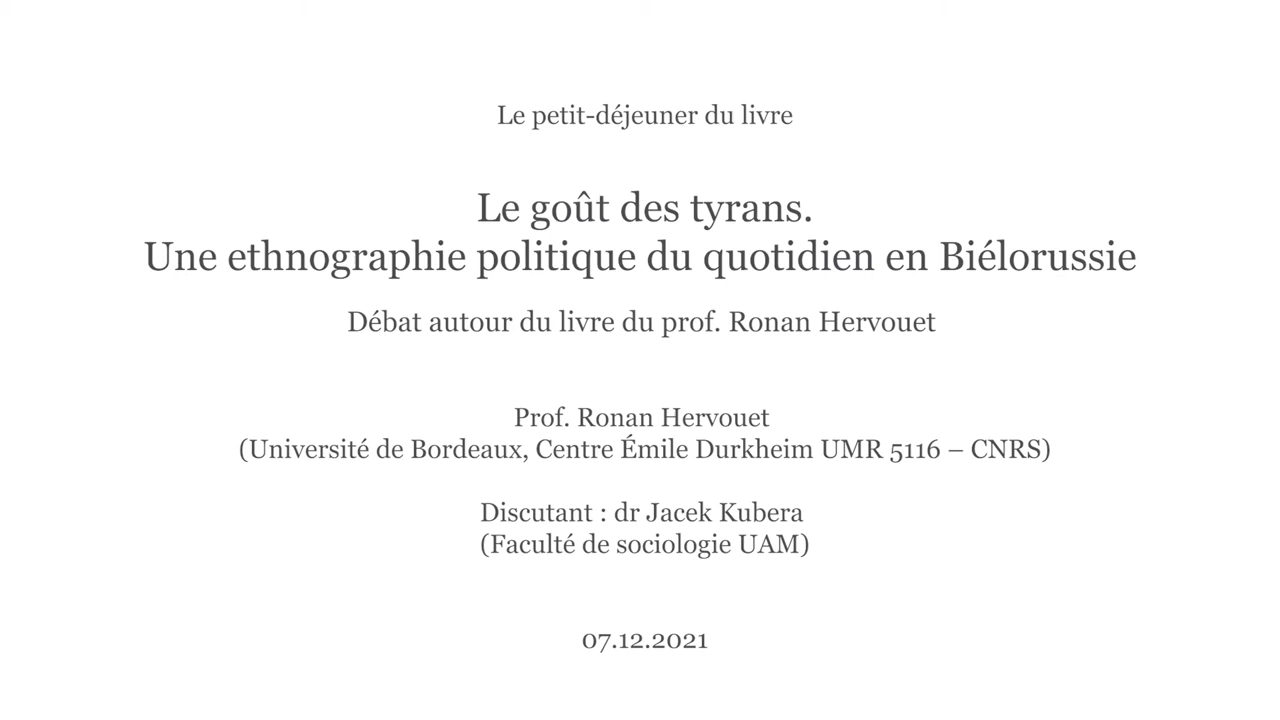 Le petit-déjeuner du livre
Le goût des tyrans.
Une ethnographie politique du quotidien en Biélorussie
Débat autour du livre du prof. Ronan Hervouet
Prof. Ronan Hervouet
(Université de Bordeaux, Centre Émile Durkheim UMR 5116 – CNRS)
Discutant : dr Jacek Kubera
(Faculté de sociologie UAM)
07.12.2021